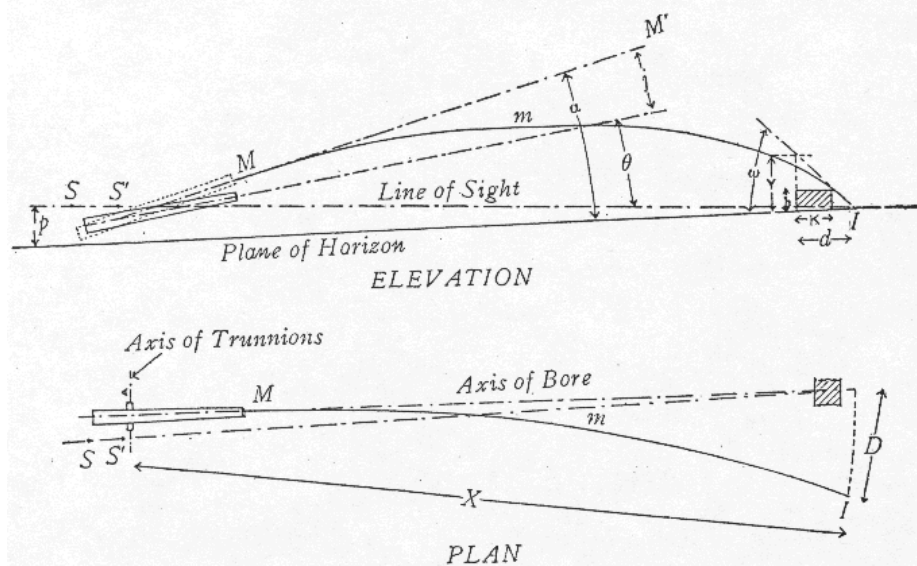 M'
a
m
M
θ
ω
S S' Line of Sight
p
I
Plane of Horizon
K
d
ELEVATION
Axis of Trunnions
M
Axis of Bore
m
S S'
D
X
I
PLAN